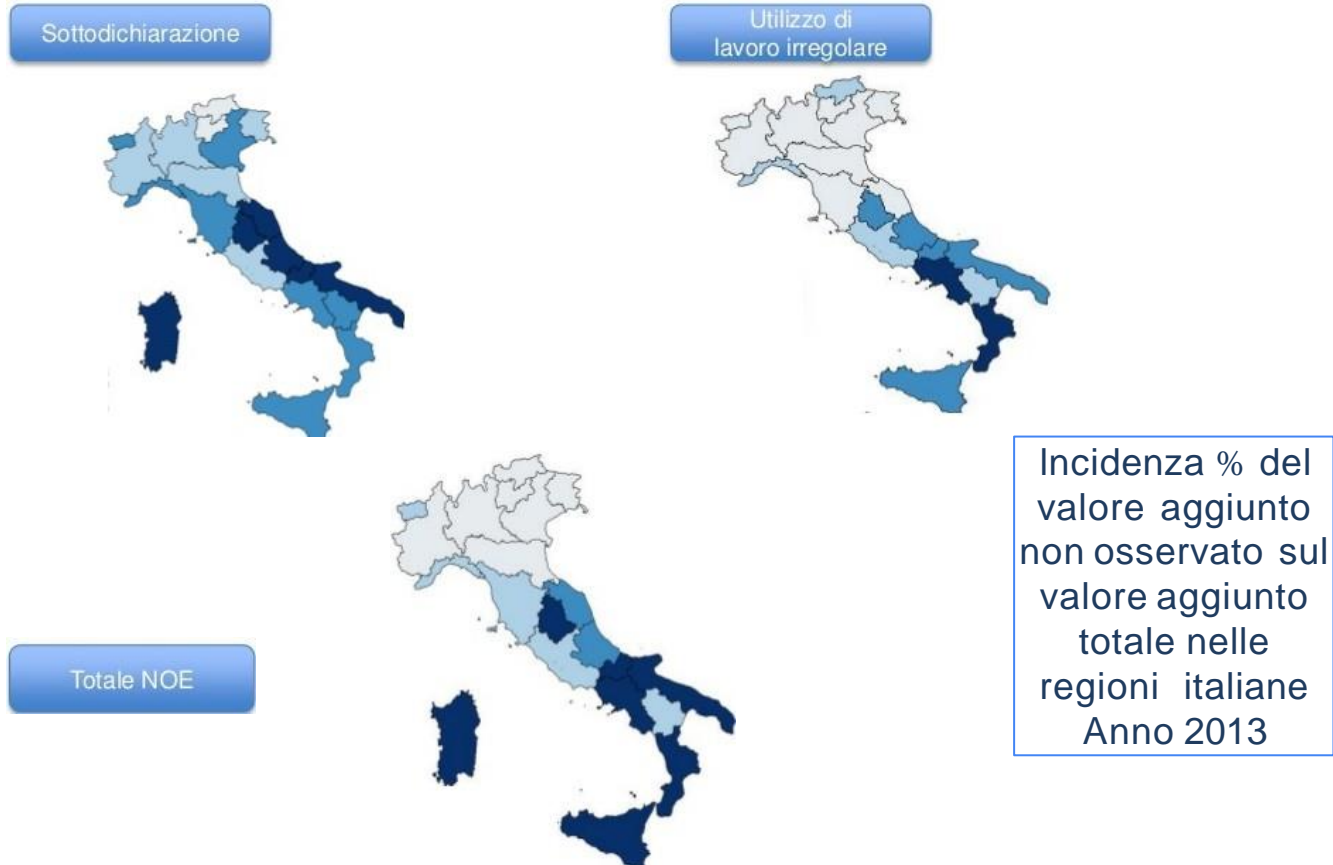 Sottodichiarazione
Utilizzo di
lavoro irregolare
Totale NOE
Incidenza % del
valore aggiunto
non osservato sul
valore aggiunto
totale nelle
regioni italiane
Anno 2013